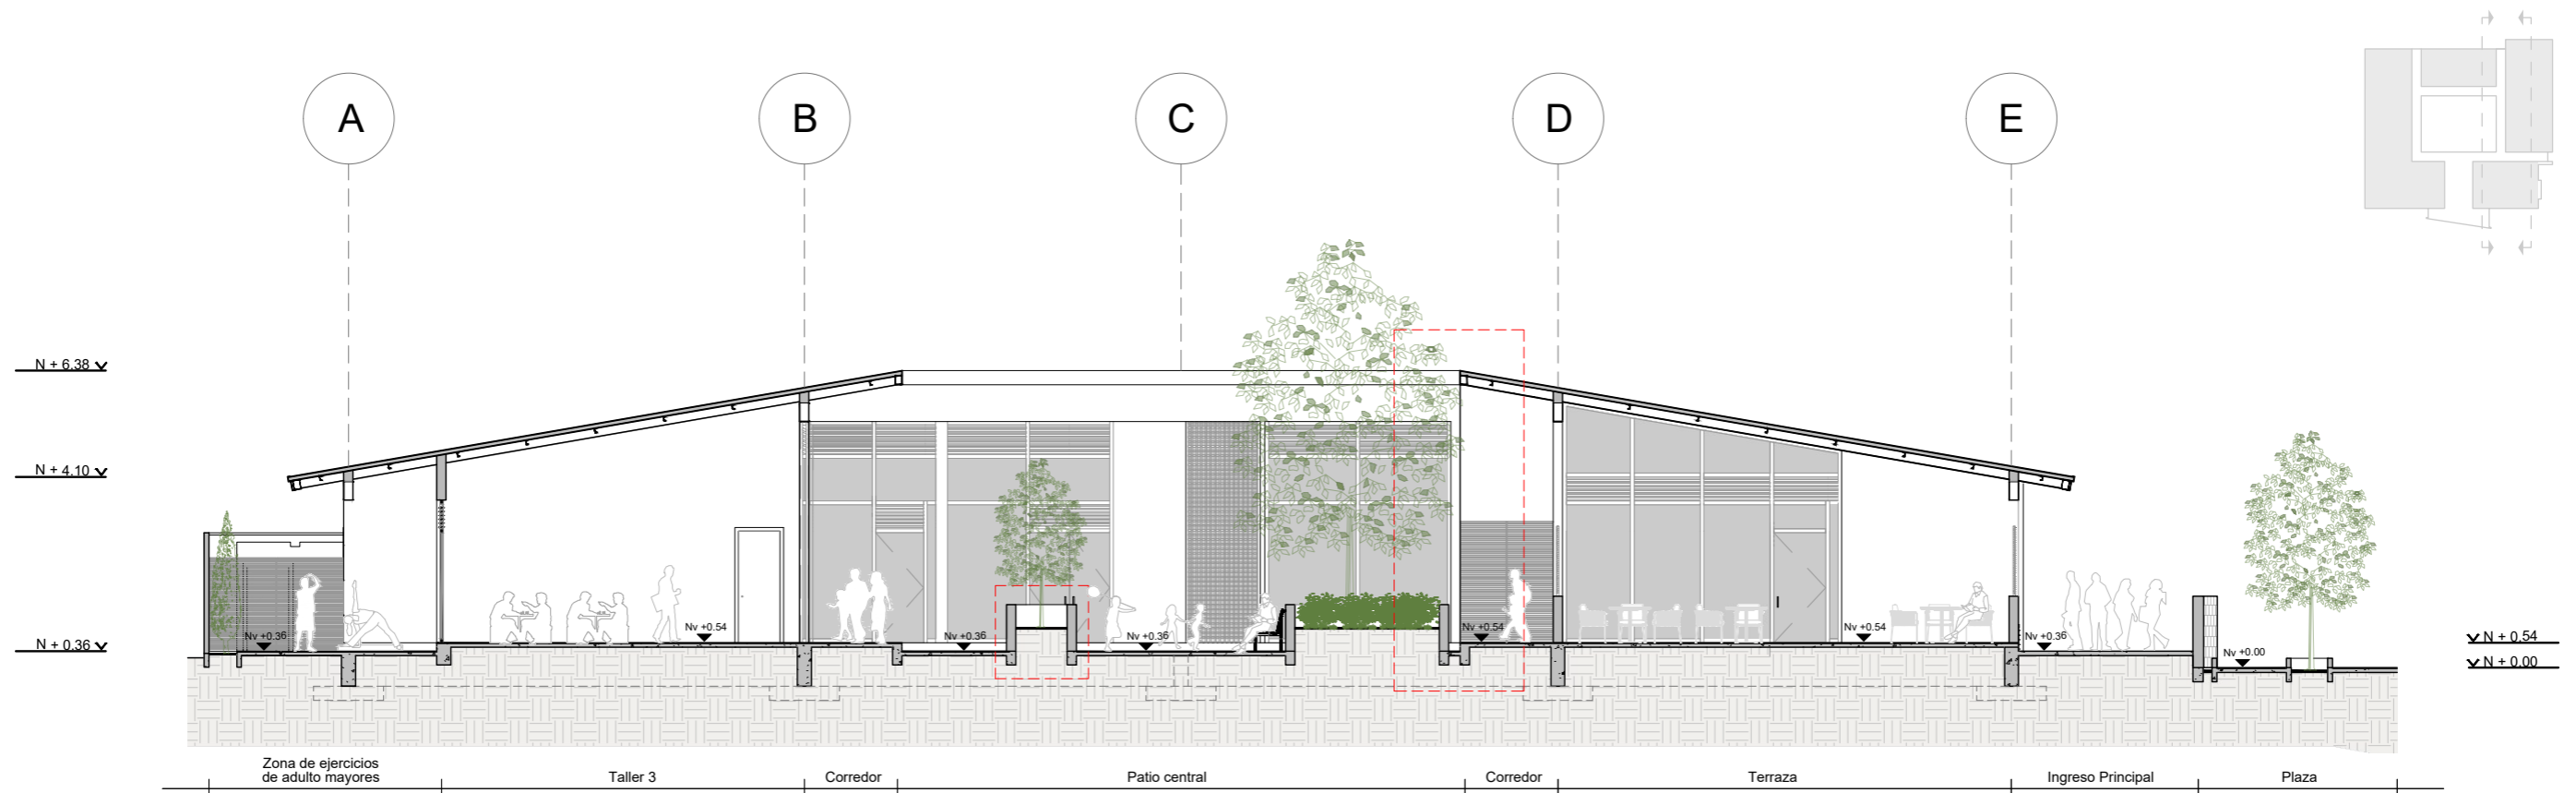 A
B
C
D
E
N + 6,38
N + 4,10
N + 0,36
N + 0,54
N + 0,00
Nv +0.36
Nv +0.54
Nv +0.36
Nv +0.36
Nv +0.54
Nv +0.54
Nv +0.36
Nv +0.00
Zona de ejercicios
de adulto mayores
Taller 3
Corredor
Patio central
Corredor
Terraza
Ingreso Principal
Plaza